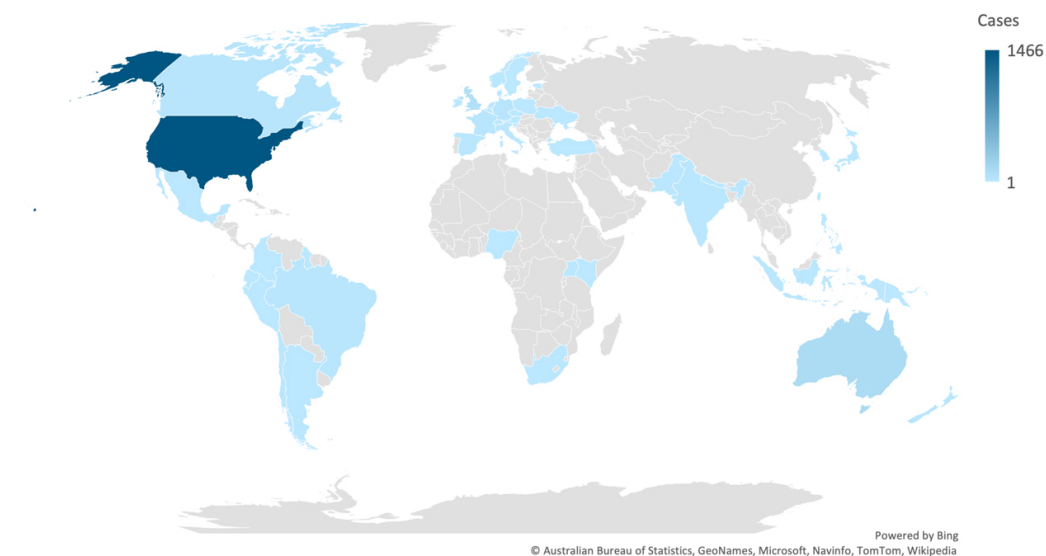 Cases
1466
1
Powered by Bing
© Australian Bureau of Statistics, GeoNames, Microsoft, Navinfo, TomTom, Wikipedia